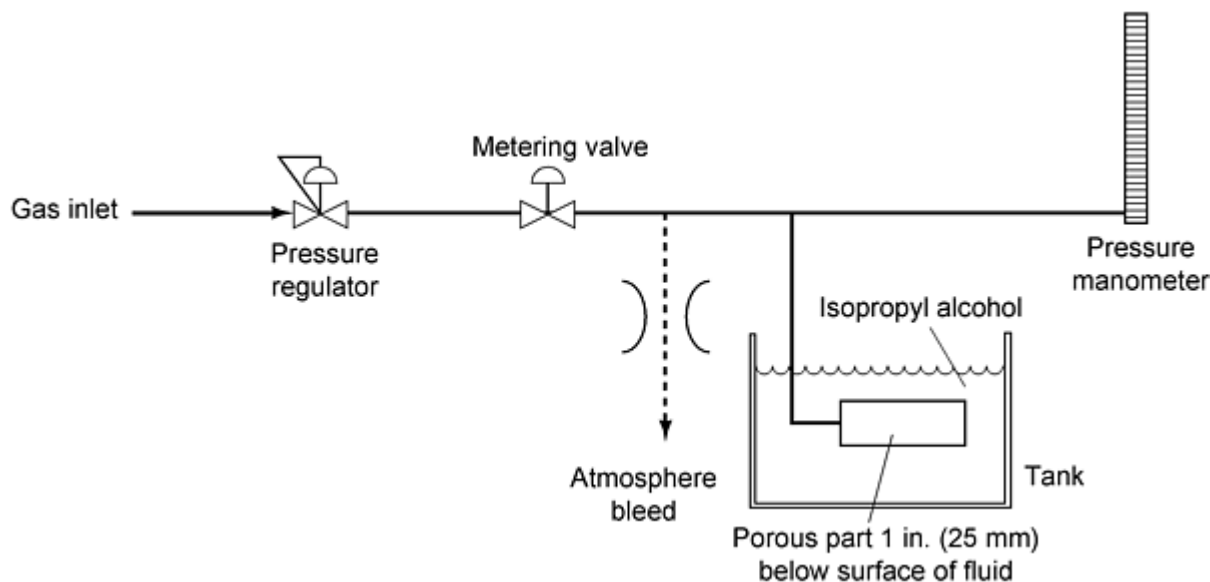 Metering valve
Gas inlet
Pressure
regulator
Pressure
manometer
Isopropyl alcohol
Atmosphere
bleed
Tank
Porous part 1 in. (25 mm)
below surface of fluid